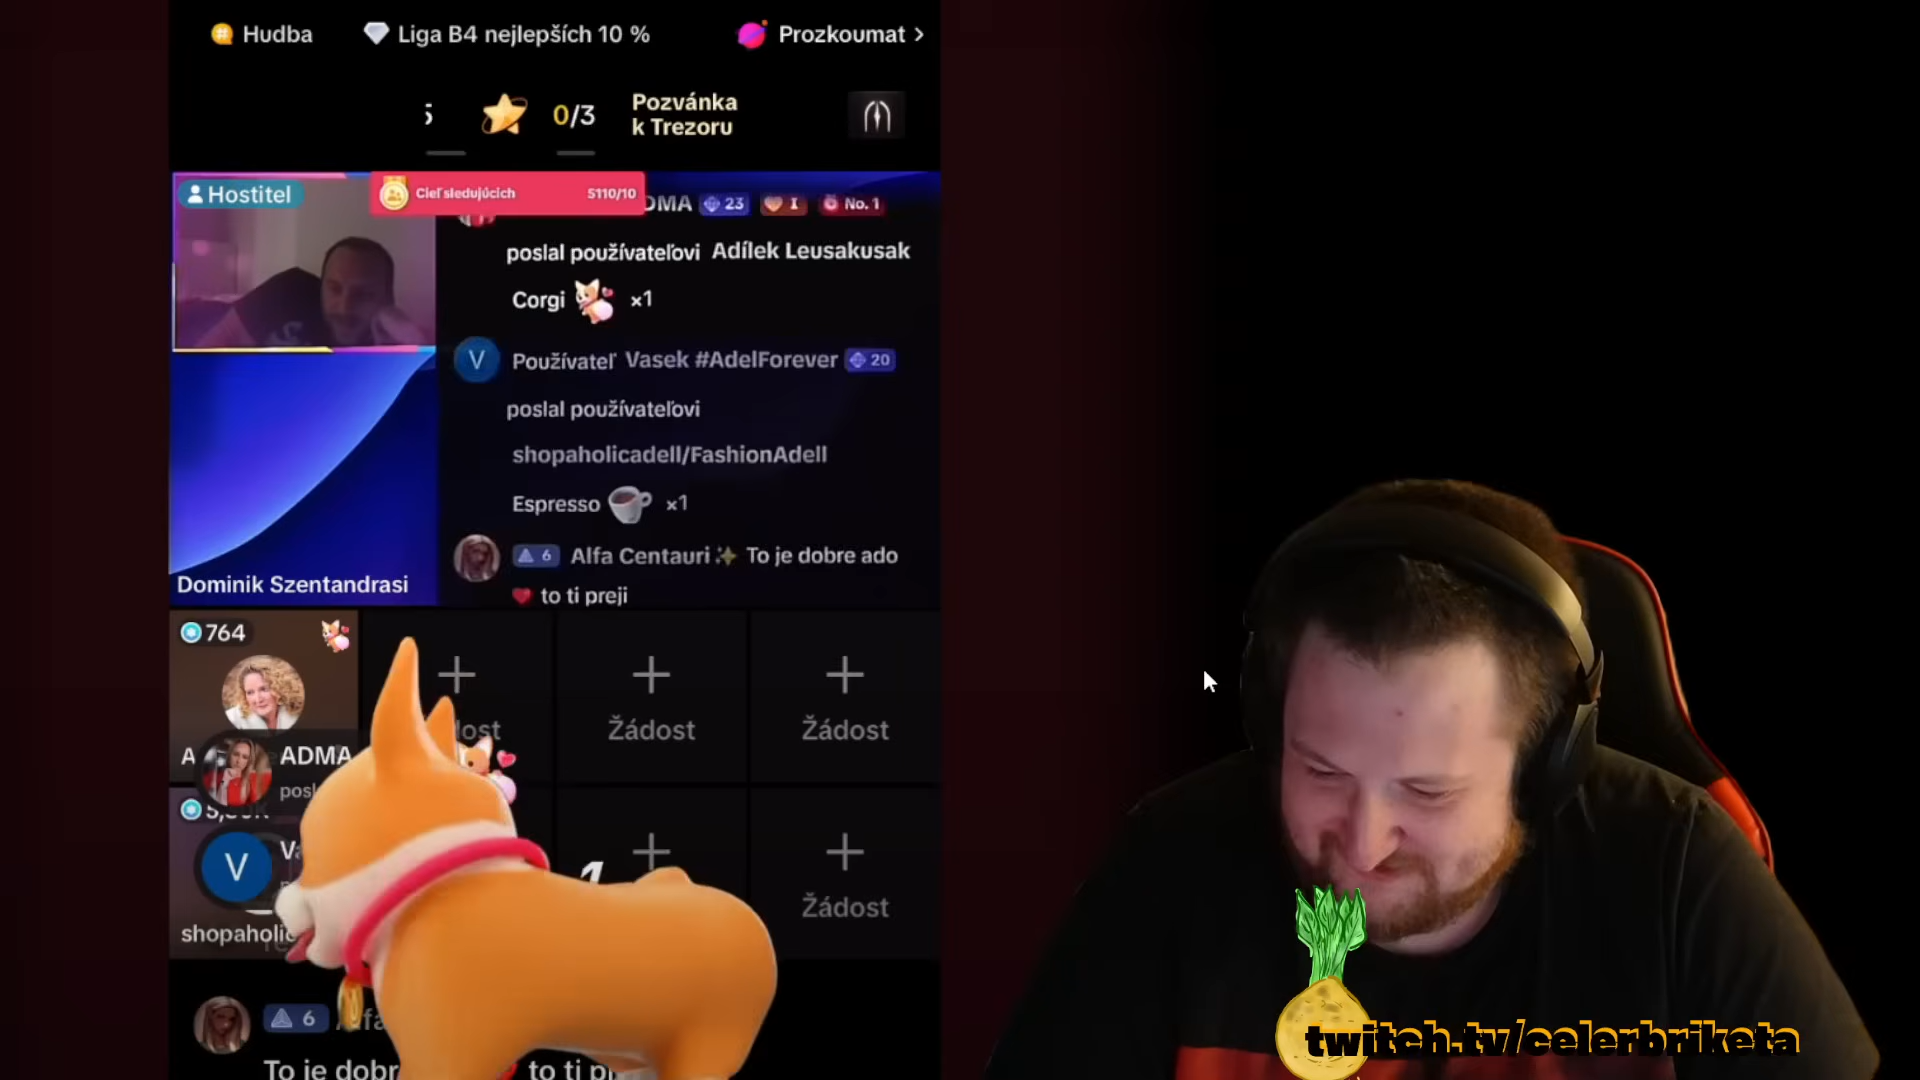 Hudba
Liga B4 nejlepších 10 %
Prozkoumat >
0/3
Pozvánka
k Trezoru
Hostitel
Cieľ sledujúcich
5110/10
DMA 23 I No. 1
poslal používateľovi Adílek Leusakusak
Corgi ×1
V
Používateľ Vasek #AdelForever 20
poslal používateľovi
shopaholicadell/FashionAdell
Espresso ×1
6 Alfa Centauri To je dobre ado
to ti preji
Dominik Szentandrasi
764
Žádost
Žádost
ADMA
V
Žádost
shopaholic
6
To je dobr
to ti p
twitch.tv/celerbriketa